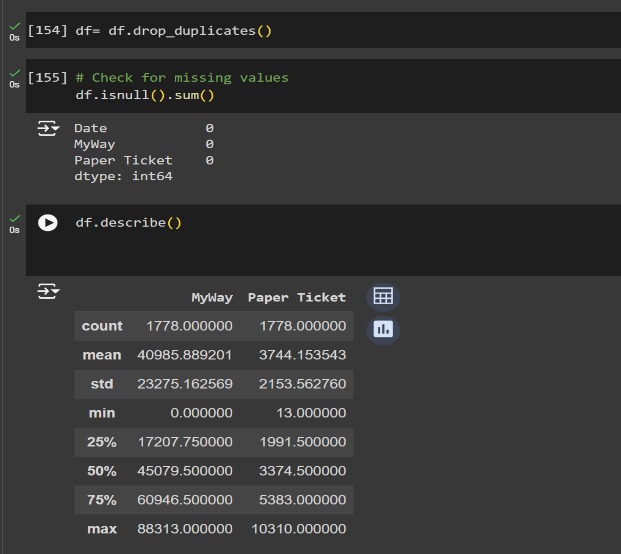 [154] df= df.drop_duplicates()
0s
[155] # Check for missing values
0s
df.isnull().sum()
Date 0
MyWay 0
Paper Ticket 0
dtype: int64
df.describe()
0s
MyWay Paper Ticket
count 1778.000000 1778.000000
mean 40985.889201 3744.153543
std 23275.162569 2153.562760
min 0.000000 13.000000
25% 17207.750000 1991.500000
50% 45079.500000 3374.500000
75% 60946.500000 5383.000000
max 88313.000000 10310.000000